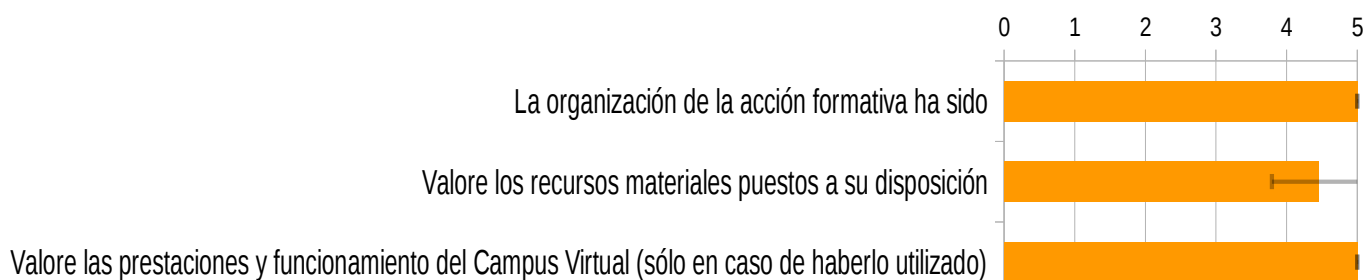 0 1 2 3 4 5
La organización de la acción formativa ha sido
Valore los recursos materiales puestos a su disposición
Valore las prestaciones y funcionamiento del Campus Virtual (sólo en caso de haberlo utilizado)